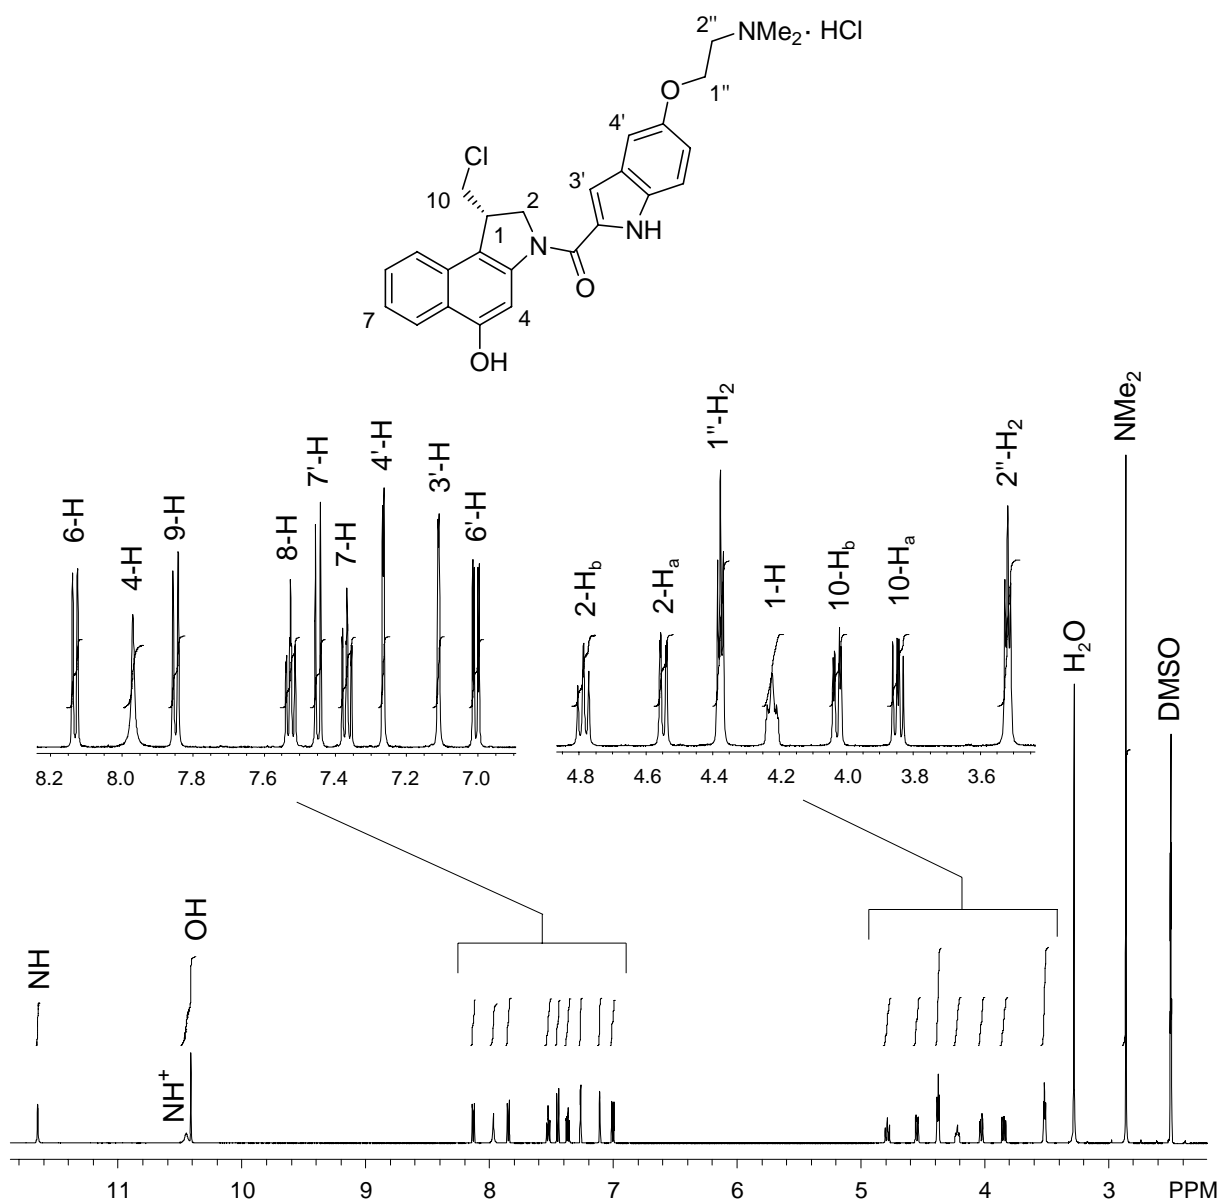 2''
NMe2· HCl
O
1''
4'
Cl
3'
10
2
NH
1
N
O
7
4
OH
6-H
4-H
9-H
8-H
7'-H
7-H
4'-H
3'-H
6'-H
2-Hb
2-Ha
1''-H2
1-H
10-Hb
10-Ha
2''-H2
H2O
NMe2
DMSO
8.2 8.0 7.8 7.6 7.4 7.2 7.0
4.8 4.6 4.4 4.2 4.0 3.8 3.6
NH
NH+
OH
11 10 9 8 7 6 5 4 3 PPM